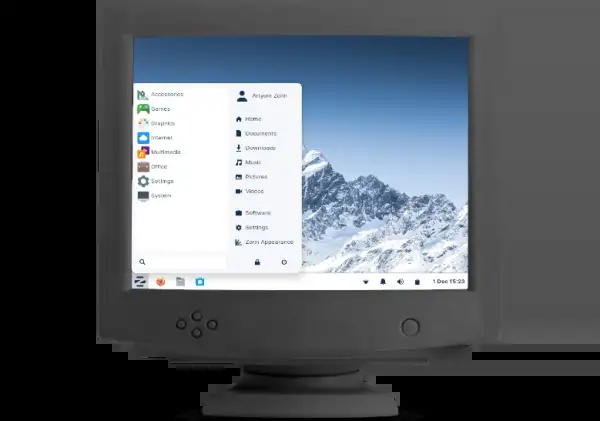 Accessories
Games
Graphics
Internet
Multimedia
Office
Settings
System
Artyom Zorin
Home
Documents
Downloads
Music
Pictures
Videos
Software
Settings
Zorin Appearance
1 Dec 15:23